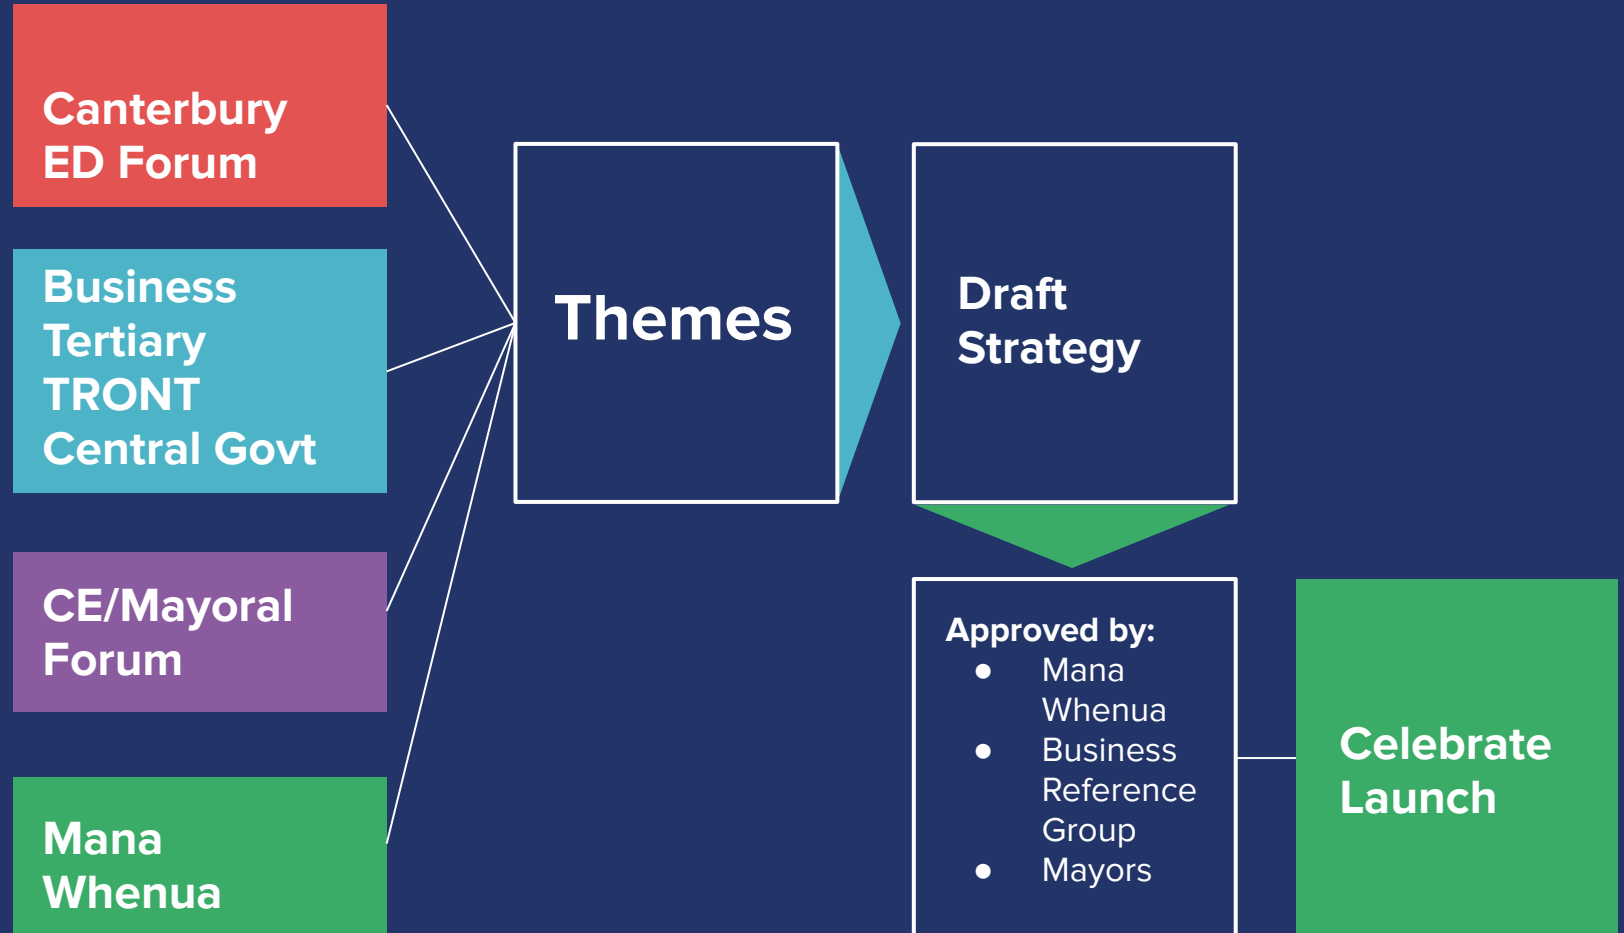 Canterbury
ED Forum
Business
Tertiary
TRONT
Central Govt
CE/Mayoral
Forum
Mana
Whenua
Themes
Draft
Strategy
Approved by:
● Mana
Whenua
● Business
Reference
Group
● Mayors
Celebrate
Launch